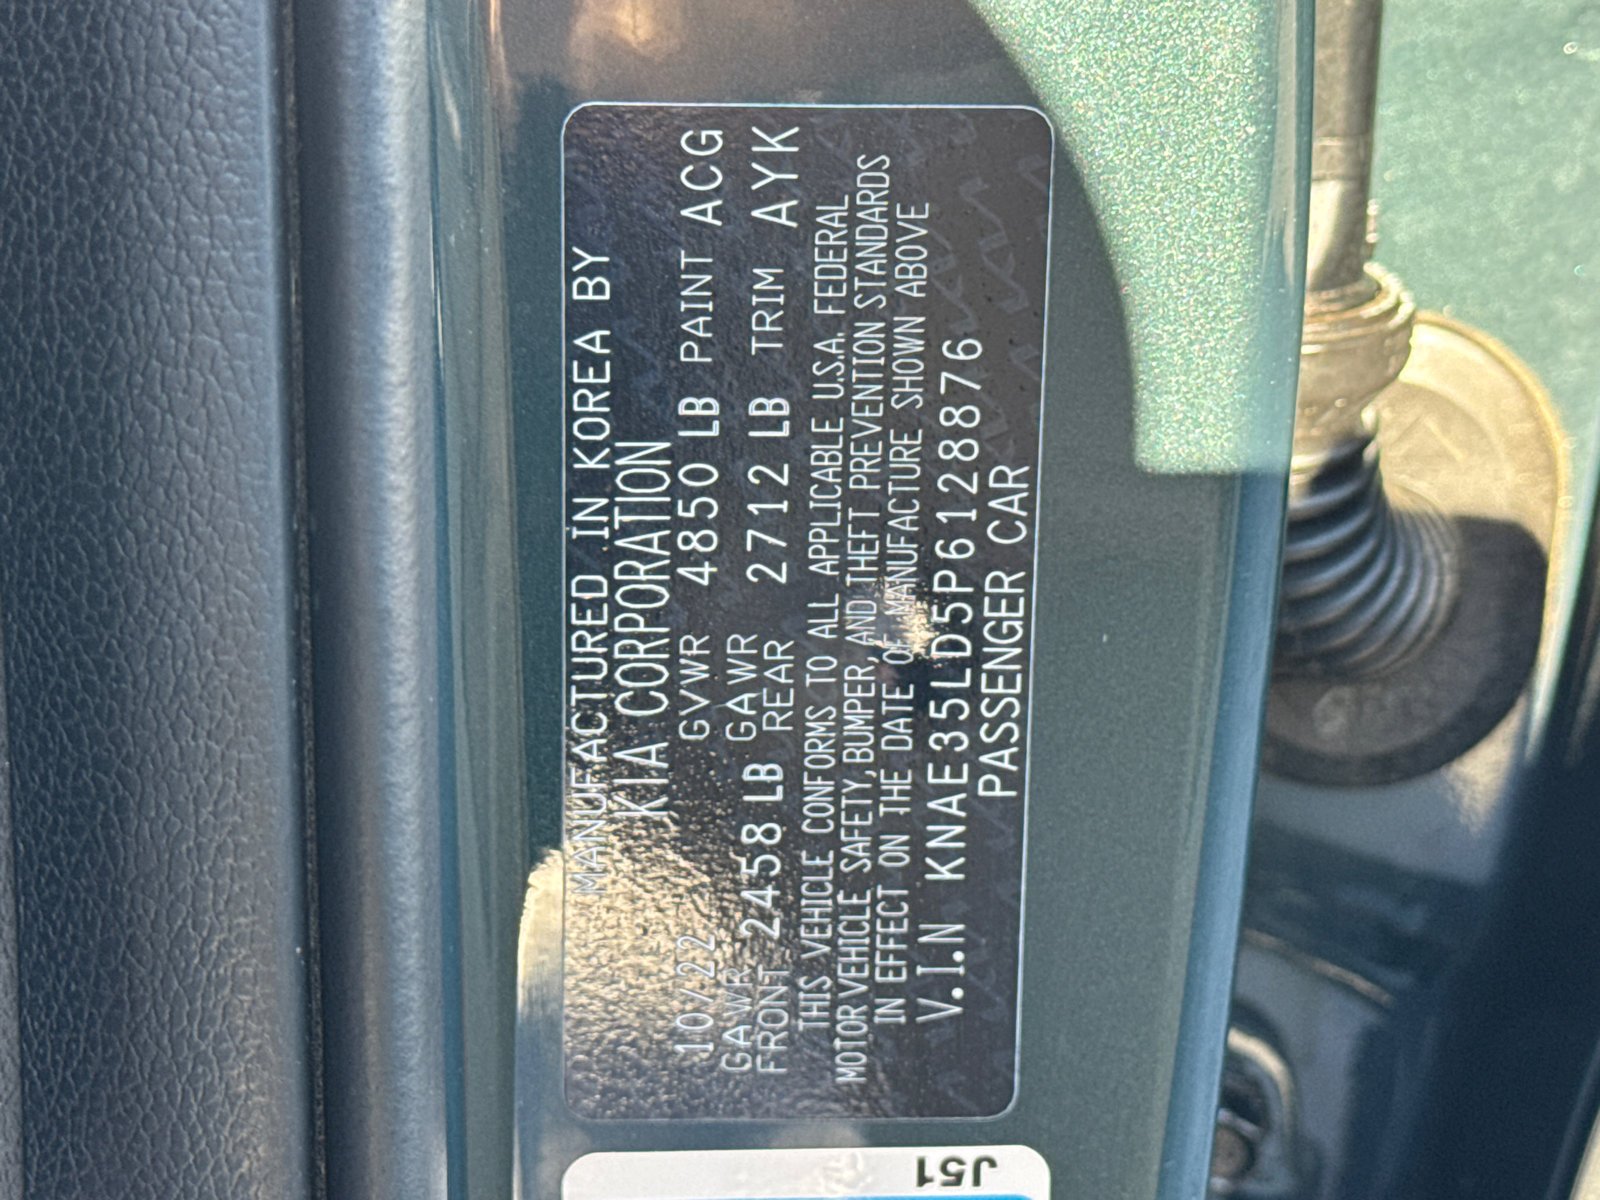 MANUFACTURED IN KOREA BY
KIA CORPORATION
10/22 GVWR 4850 LB PAINT ACG
GAWR FRONT 2458 LB GAWR REAR 2712 LB TRIM AYK
THIS VEHICLE CONFORMS TO ALL APPLICABLE U.S.A. FEDERAL
MOTOR VEHICLE SAFETY, BUMPER, AND THEFT PREVENTION STANDARDS
IN EFFECT ON THE DATE OF MANUFACTURE SHOWN ABOVE
V.I.N KNAE35LD5P6128876
PASSENGER CAR
J51